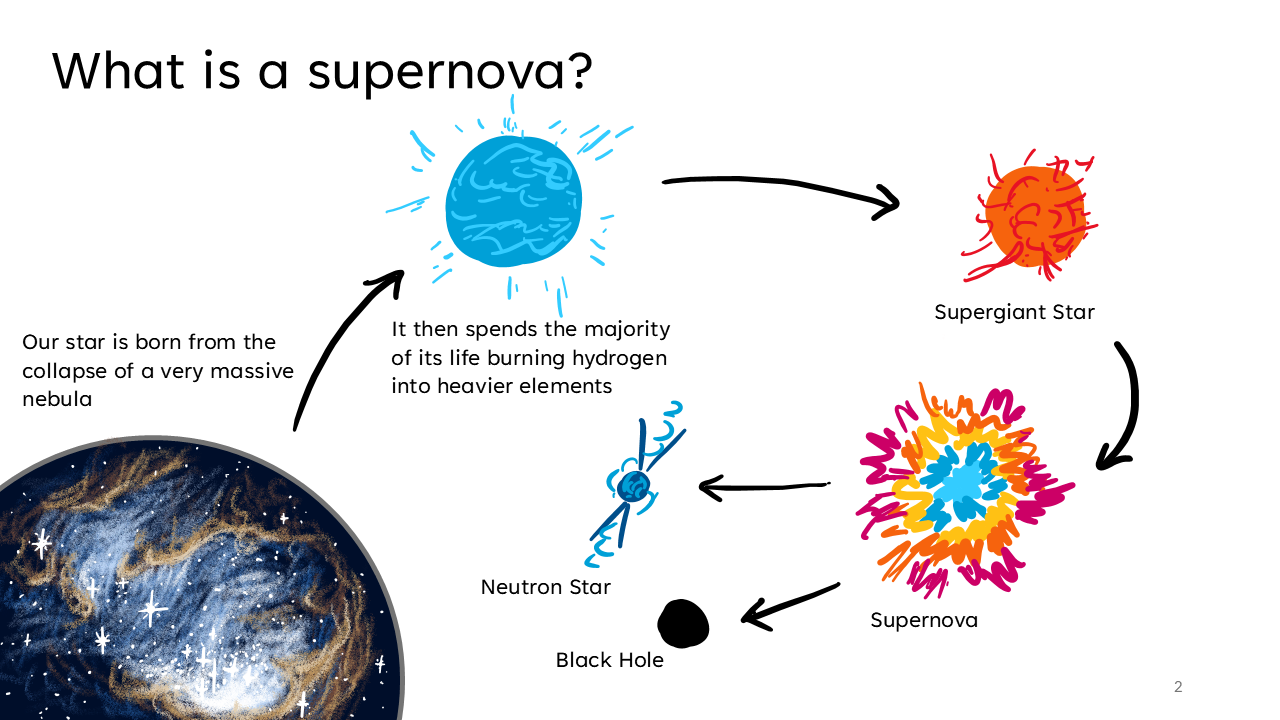 What is a supernova?
Our star is born from the
collapse of a very massive
nebula
It then spends the majority
of its life burning hydrogen
into heavier elements
Supergiant Star
Supernova
Neutron Star
Black Hole
2